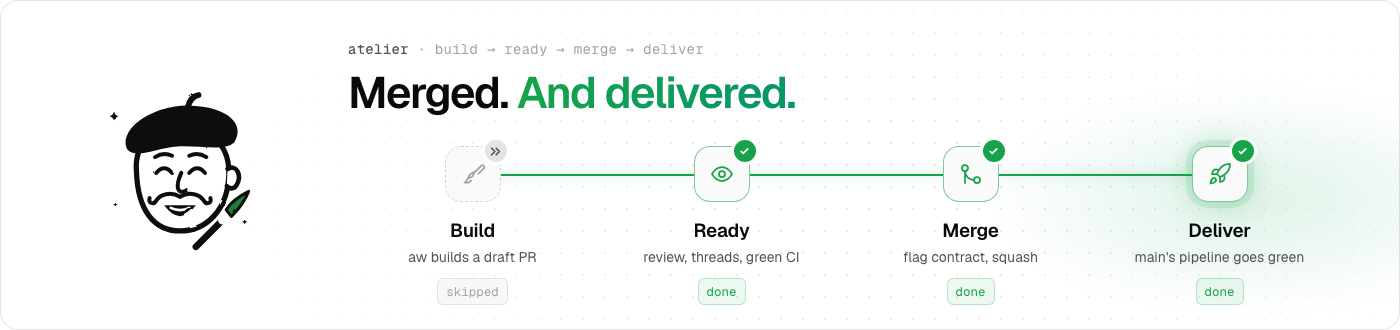 atelier · build → ready → merge → deliver
Merged. And delivered.
Build
aw builds a draft PR
skipped
Ready
review, threads, green CI
done
Merge
flag contract, squash
done
Deliver
main's pipeline goes green
done